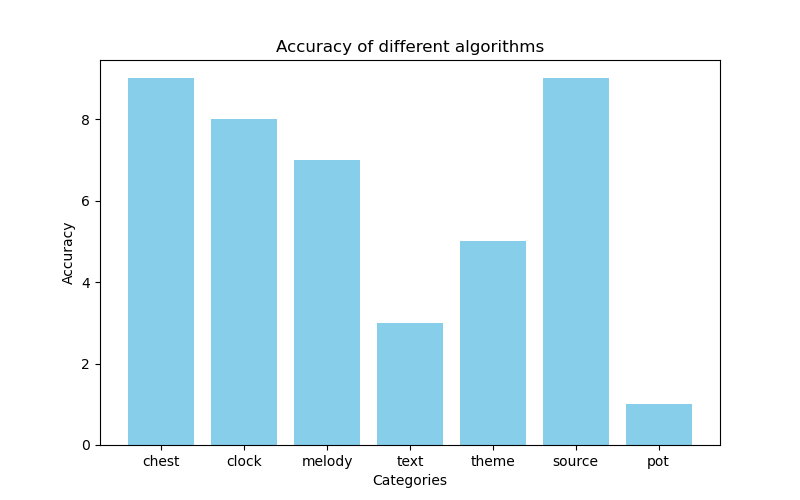 Accuracy of different algorithms
Accuracy
8
6
4
2
0
chest clock melody text theme source pot
Categories